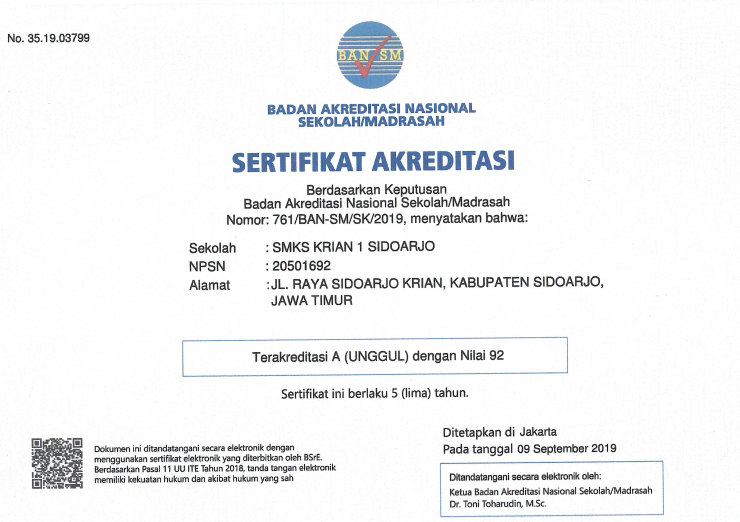 No. 35.19.03799
BAN SM
BADAN AKREDITASI NASIONAL
SEKOLAH/MADRASAH
SERTIFIKAT AKREDITASI
Berdasarkan Keputusan
Badan Akreditasi Nasional Sekolah/Madrasah
Nomor: 761/BAN-SM/SK/2019, menyatakan bahwa:
Sekolah : SMKS KRIAN 1 SIDOARJO
NPSN : 20501692
Alamat :JL. RAYA SIDOARJO KRIAN, KABUPATEN SIDOARJO,
JAWA TIMUR
Terakreditasi A (UNGGUL) dengan Nilai 92
Sertifikat ini berlaku 5 (lima) tahun.
Dokumen ini ditandatangani secara elektronik dengan
menggunakan sertifikat elektronik yang diterbitkan oleh BSrE.
Berdasarkan Pasal 11 UU ITE Tahun 2018, tanda tangan elektronik
memiliki kekuatan hukum dan akibat hukum yang sah
Ditetapkan di Jakarta
Pada tanggal 09 September 2019
Ditandatangani secara elektronik oleh:
Ketua Badan Akreditasi Nasional Sekolah/Madrasah
Dr. Toni Toharudin, M.Sc.